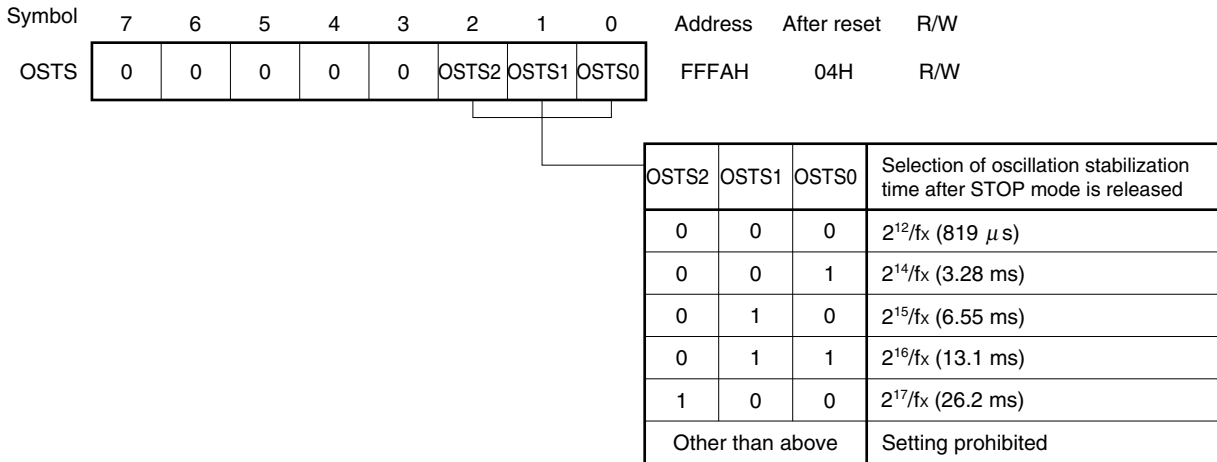 Symbol 7 6 5 4 3 2 1 0 Address After reset R/W
OSTS 0 0 0 0 0 OSTS2 OSTS1 OSTS0 FFFAH 04H R/W
OSTS2 OSTS1 OSTS0 Selection of oscillation stabilization
time after STOP mode is released
0 0 0 2¹²/fx (819 μs)
0 0 1 2¹⁴/fx (3.28 ms)
0 1 0 2¹⁵/fx (6.55 ms)
0 1 1 2¹⁶/fx (13.1 ms)
1 0 0 2¹⁷/fx (26.2 ms)
Other than above Setting prohibited